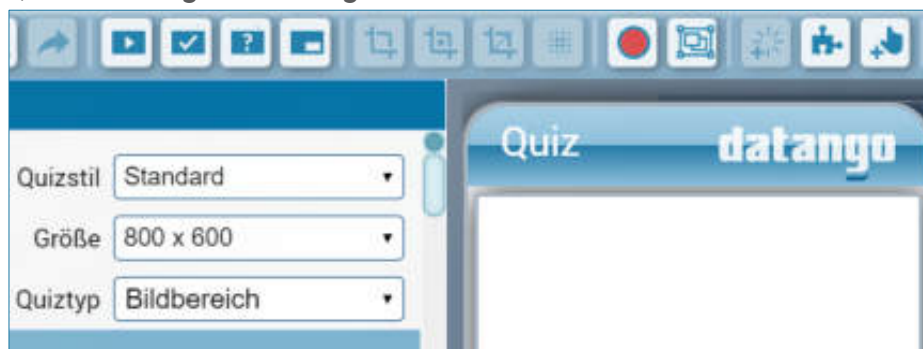 Quiz datango
Quizstil Standard
Größe 800 x 600
Quiztyp Bildbereich